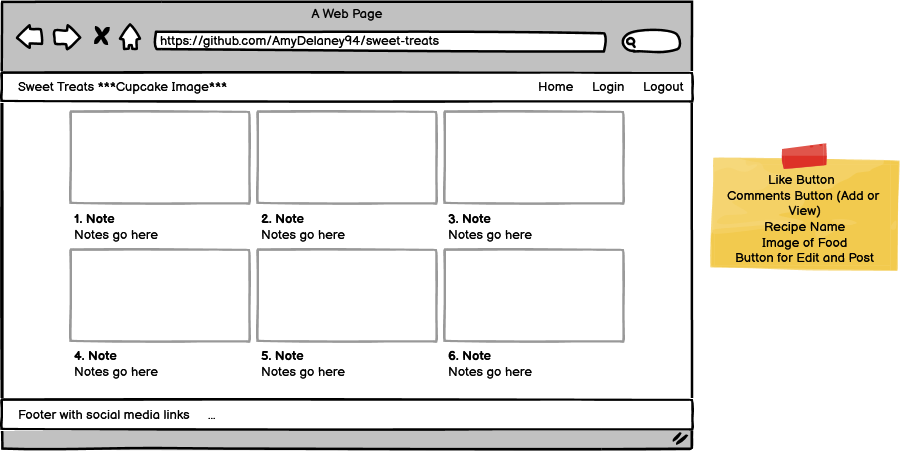 A Web Page
https://github.com/AmyDelaney94/sweet-treats
Sweet Treats ***Cupcake Image***
Home Login Logout
1. Note
Notes go here
2. Note
Notes go here
3. Note
Notes go here
4. Note
Notes go here
5. Note
Notes go here
6. Note
Notes go here
Footer with social media links ...
Like Button
Comments Button (Add or
View)
Recipe Name
Image of Food
Button for Edit and Post